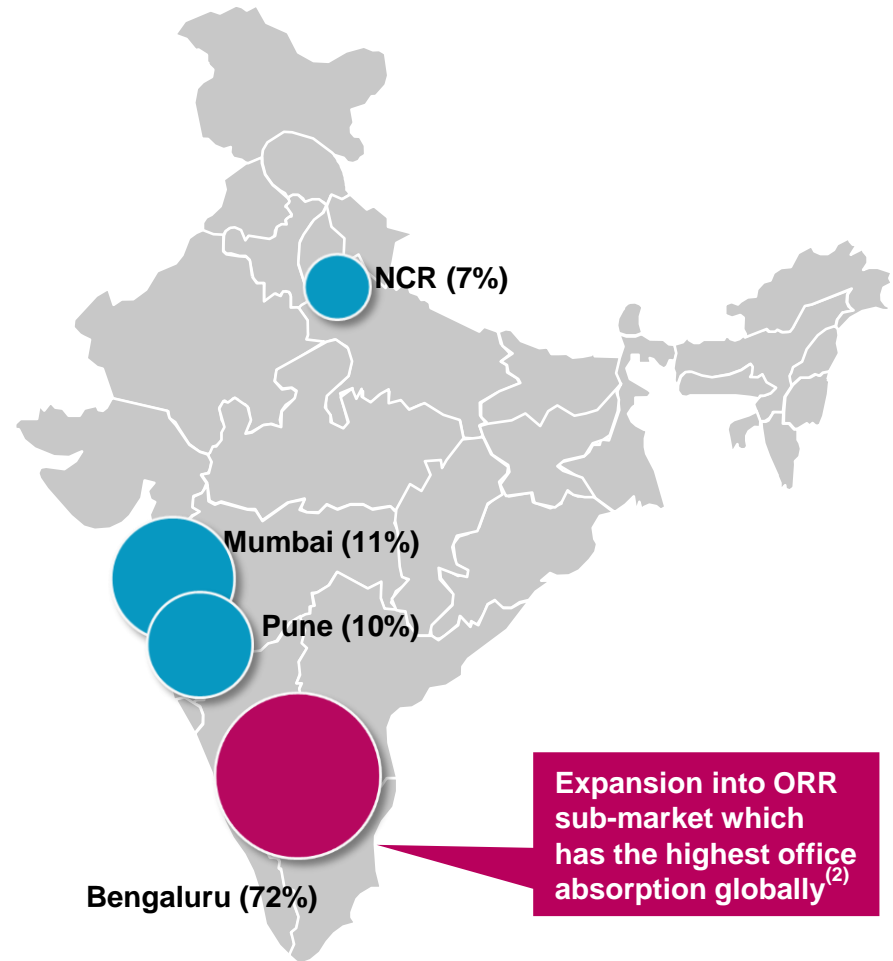 NCR (7%)
Mumbai (11%)
Pune (10%)
Bengaluru (72%)
Expansion into ORR
sub-market which
has the highest office
absorption globally(2)